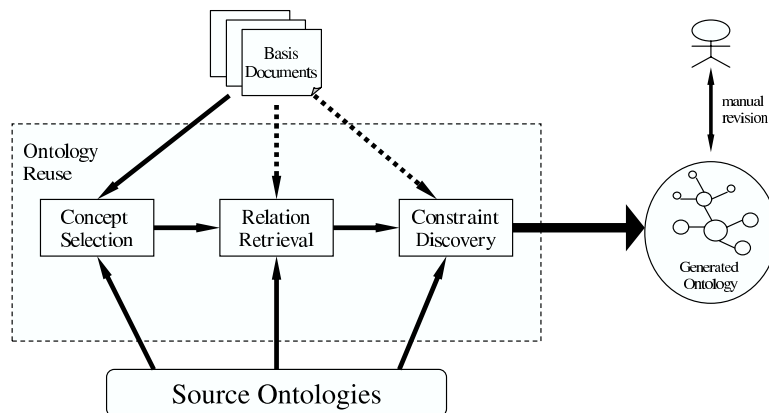 Basis
Documents
manual
revision
Ontology
Reuse
Concept
Selection
Relation
Retrieval
Constraint
Discovery
Generated
Ontology
Source Ontologies